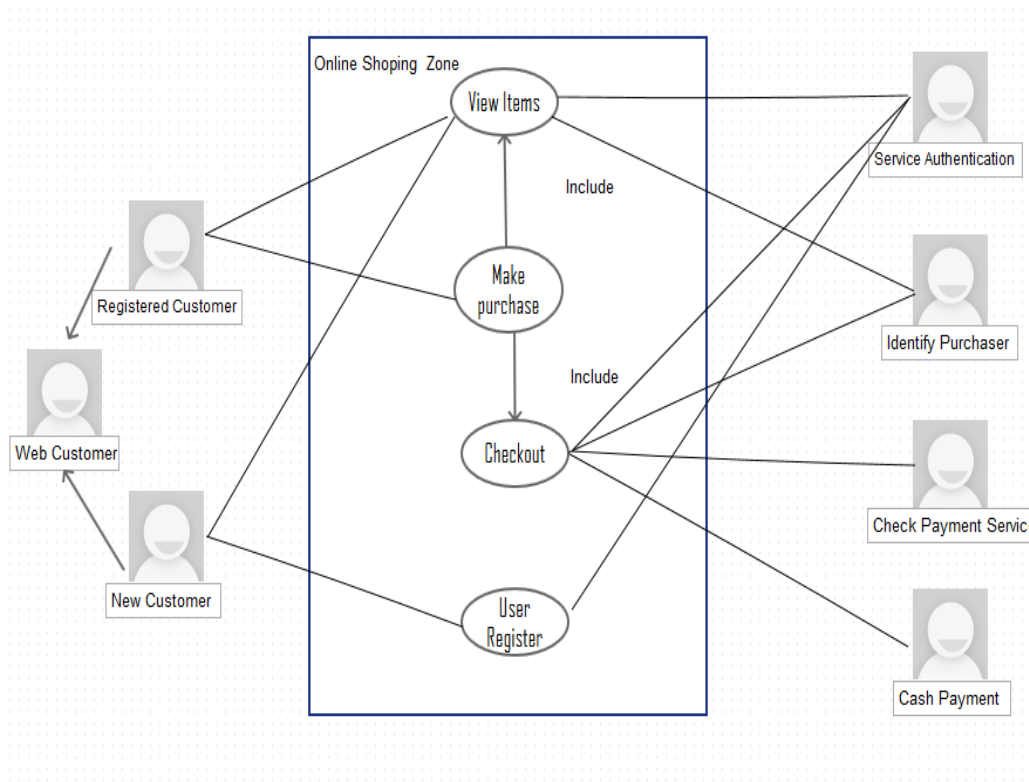 Online Shoping Zone
View Items
Service Authentication
Include
Make
purchase
Registered Customer
Identify Purchaser
Include
Web Customer
Checkout
Check Payment Servic
New Customer
User
Register
Cash Payment